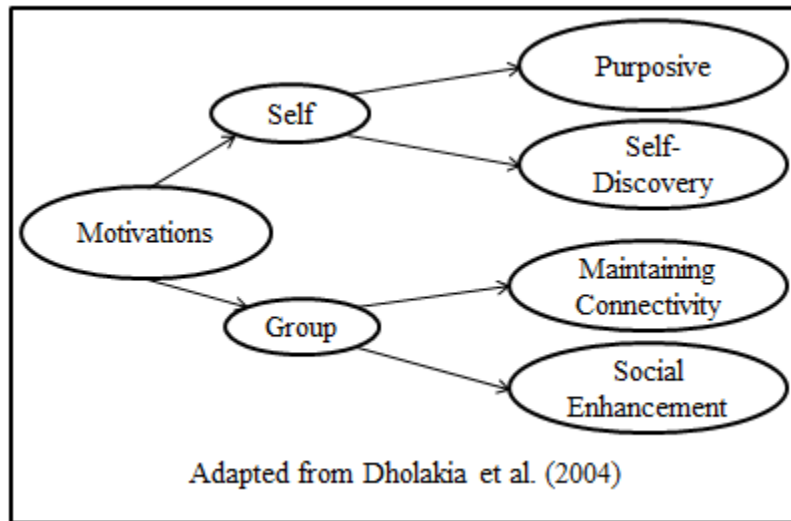 Purposive
Self
Self-
Discovery
Motivations
Maintaining
Connectivity
Group
Social
Enhancement
Adapted from Dholakia et al. (2004)